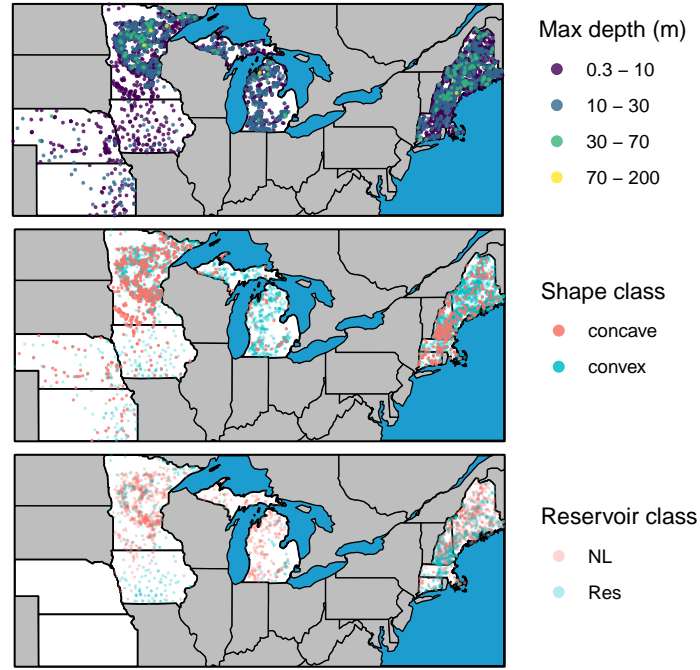 Max depth (m)
0.3 – 10
10 – 30
30 – 70
70 – 200
Shape class
concave
convex
Reservoir class
NL
Res